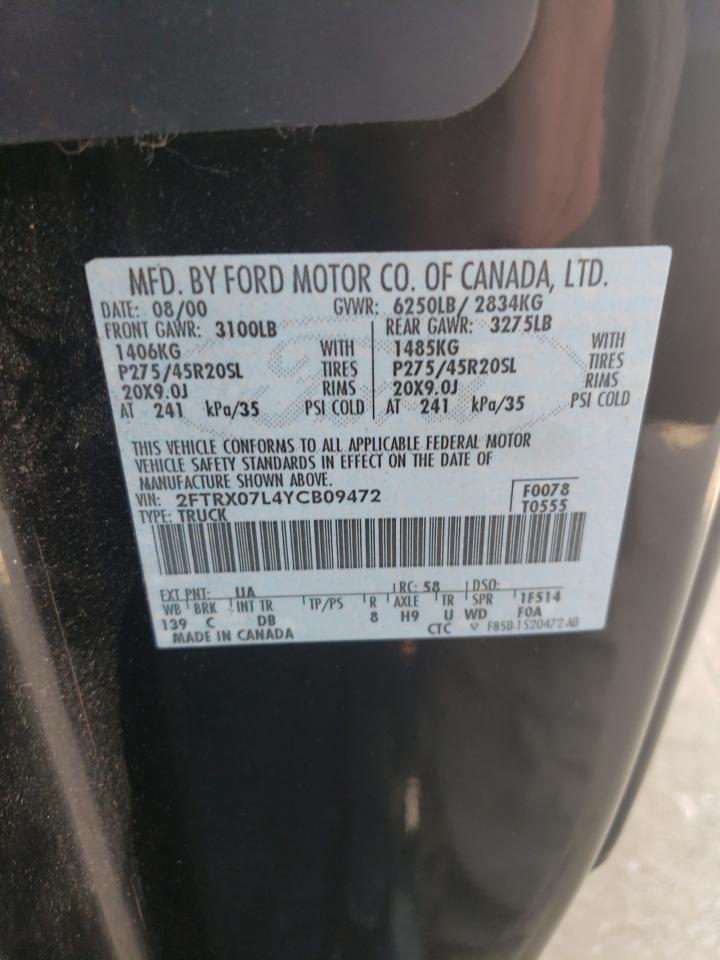 MFD. BY FORD MOTOR CO. OF CANADA, LTD.
DATE: 08/00 GVWR: 6250LB/ 2834KG
FRONT GAWR: 3100LB REAR GAWR: 3275LB
1406KG WITH 1485KG WITH
P275/45R20SL TIRES P275/45R20SL TIRES
20X9.0J RIMS 20X9.0J RIMS
AT 241 kPa/35 PSI COLD AT 241 kPa/35 PSI COLD
THIS VEHICLE CONFORMS TO ALL APPLICABLE FEDERAL MOTOR
VEHICLE SAFETY STANDARDS IN EFFECT ON THE DATE OF
MANUFACTURE SHOWN ABOVE.
VIN: 2FTRX07L4YCB09472 F0078
TYPE: TRUCK T0555
EXT PNT: UA RC: 58 DSO:
WB BRK INT TR TP/PS R AXLE TR SPR 1F514
139 C DB 8 H9 U WD F0A
MADE IN CANADA CTC F85B-1520472-AB